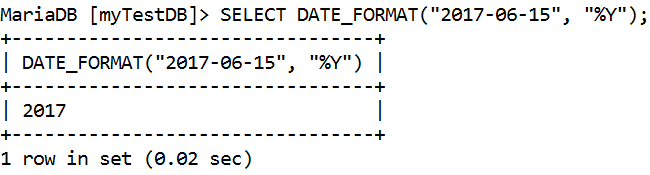 MariaDB [myTestDB]> SELECT DATE_FORMAT("2017-06-15", "%Y");
+---------------------------------+
| DATE_FORMAT("2017-06-15", "%Y") |
+---------------------------------+
| 2017                            |
+---------------------------------+
1 row in set (0.02 sec)